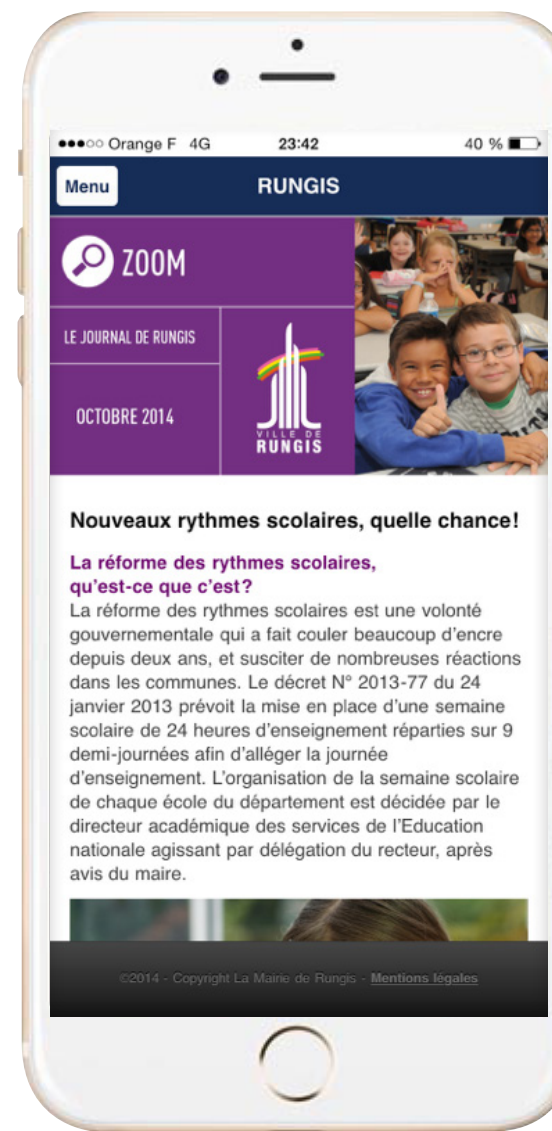 Orange F 4G 23:42 40 %
Menu RUNGIS
ZOOM
LE JOURNAL DE RUNGIS
OCTOBRE 2014
VILLE DE
RUNGIS
Nouveaux rythmes scolaires, quelle chance!
La réforme des rythmes scolaires,
qu'est-ce que c'est?
La réforme des rythmes scolaires est une volonté
gouvernementale qui a fait couler beaucoup d'encre
depuis deux ans, et susciter de nombreuses réactions
dans les communes. Le décret N° 2013-77 du 24
janvier 2013 prévoit la mise en place d'une semaine
scolaire de 24 heures d'enseignement réparties sur 9
demi-journées afin d'alléger la journée
d'enseignement. L'organisation de la semaine scolaire
de chaque école du département est décidée par le
directeur académique des services de l'Education
nationale agissant par délégation du recteur, après
avis du maire.
©2014 - Copyright La Mairie de Rungis - Mentions légales